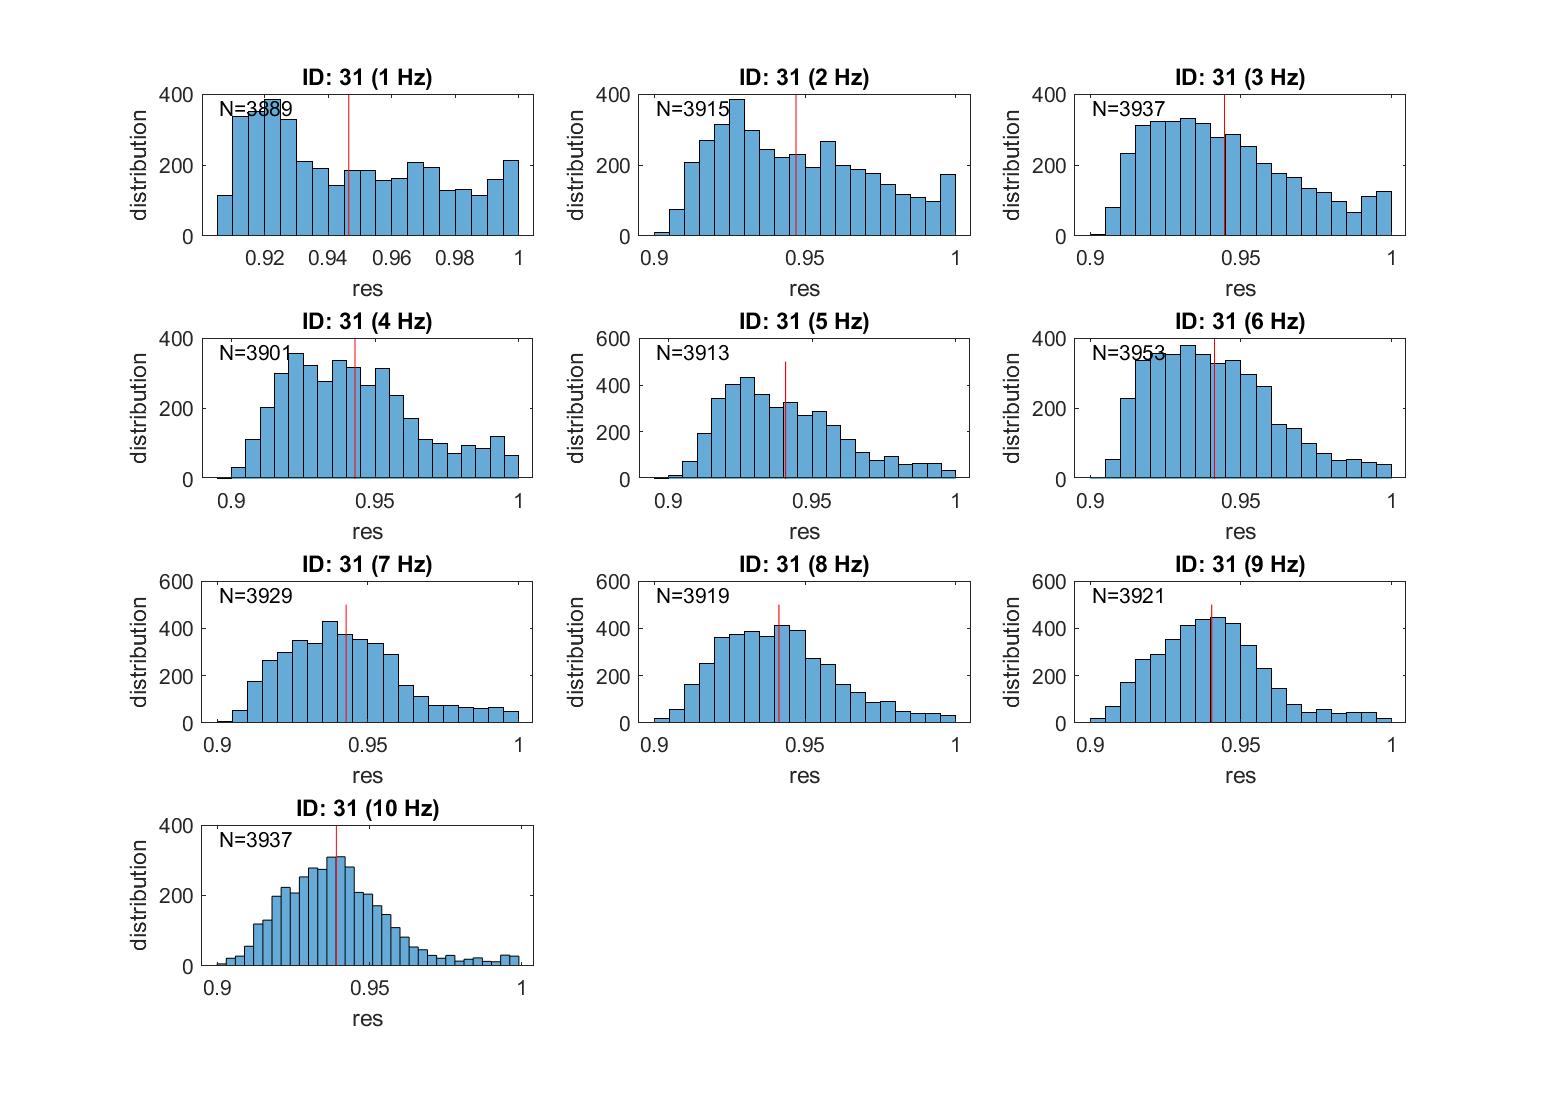 ID: 31 (1 Hz)
N=3889
distribution
400
200
0
0.92 0.94 0.96 0.98 1
res
ID: 31 (2 Hz)
N=3915
distribution
400
200
0
0.9 0.95 1
res
ID: 31 (3 Hz)
N=3937
distribution
400
200
0
0.9 0.95 1
res
ID: 31 (4 Hz)
N=3901
distribution
400
200
0
0.9 0.95 1
res
ID: 31 (5 Hz)
N=3913
distribution
600
400
200
0
0.9 0.95 1
res
ID: 31 (6 Hz)
N=3953
distribution
400
200
0
0.9 0.95 1
res
ID: 31 (7 Hz)
N=3929
distribution
600
400
200
0
0.9 0.95 1
res
ID: 31 (8 Hz)
N=3919
distribution
600
400
200
0
0.9 0.95 1
res
ID: 31 (9 Hz)
N=3921
distribution
600
400
200
0
0.9 0.95 1
res
ID: 31 (10 Hz)
N=3937
distribution
400
200
0
0.9 0.95 1
res